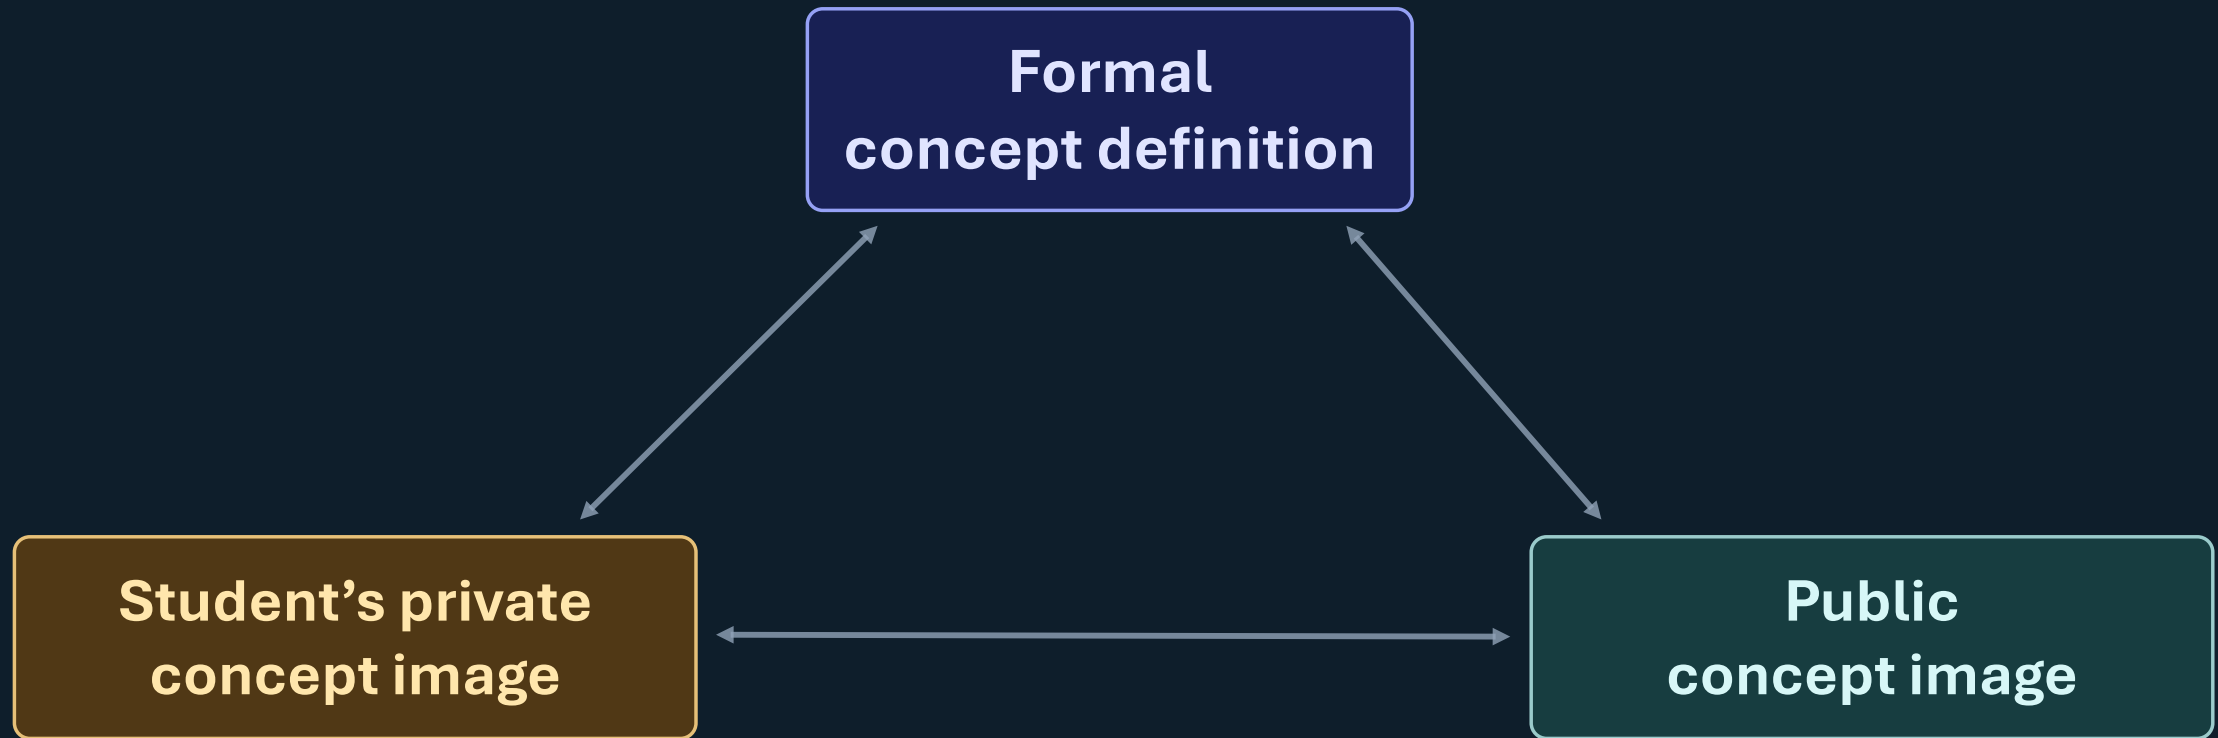 Formal
concept definition
Student’s private
concept image
Public
concept image